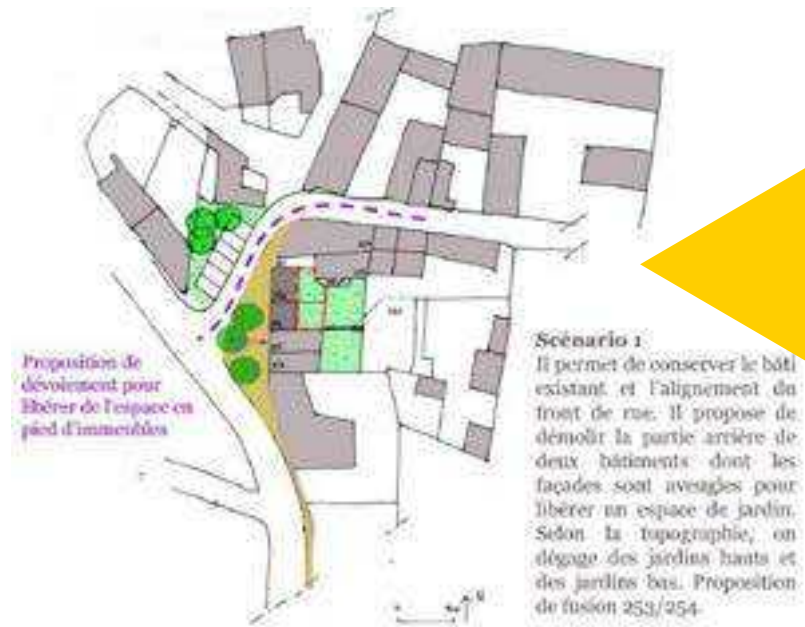 Proposition de
dévoiement pour
libérer de l'espace en
pied d'immeubles
Scénario 1
Il permet de conserver le bâti
existant et l'alignement du
front de rue. Il propose de
démolir la partie arrière de
deux bâtiments dont les
façades sont aveugles pour
libérer un espace de jardin.
Selon la topographie, on
dégage des jardins hauts et
des jardins bas. Proposition
de fusion 253/254.